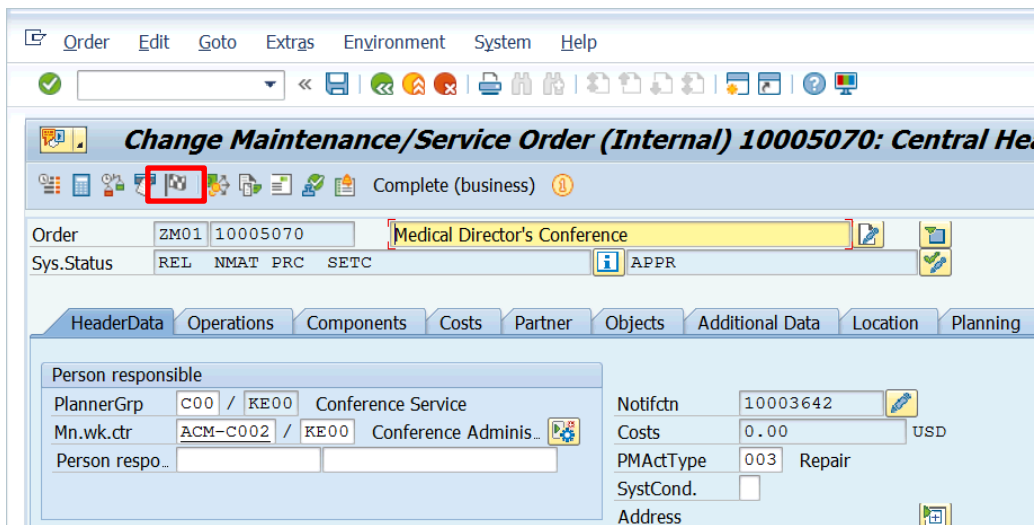 Order Edit Goto Extras Environment System Help
Change Maintenance/Service Order (Internal) 10005070: Central Hea
Complete (business)
Order ZM01 10005070 Medical Director's Conference
Sys.Status REL NMAT PRC SETC APPR
HeaderData Operations Components Costs Partner Objects Additional Data Location Planning
Person responsible
PlannerGrp C00 / KE00 Conference Service
Mn.wk.ctr ACM-C002 / KE00 Conference Adminis..
Person respo..
Notifctn 10003642
Costs 0.00 USD
PMActType 003 Repair
SystCond.
Address